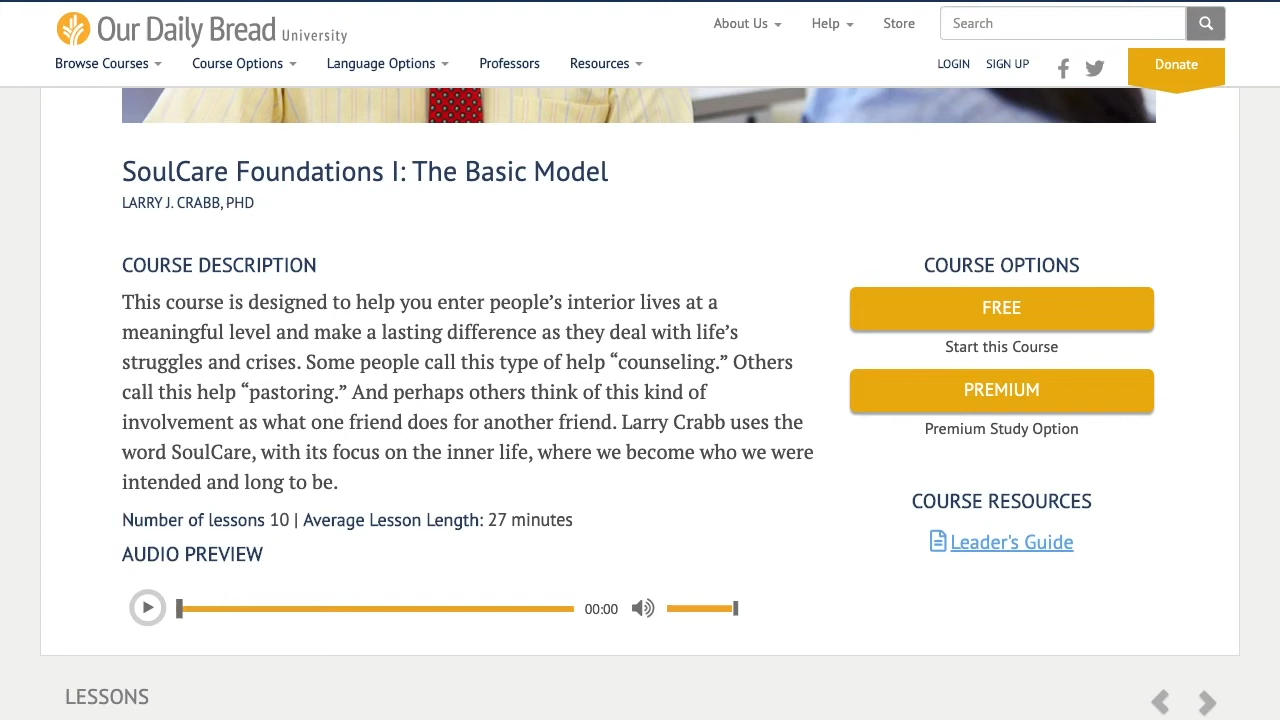 Our Daily Bread University
About Us
Help
Store
Search
Browse Courses
Course Options
Language Options
Professors
Resources
LOGIN
SIGN UP
Donate
SoulCare Foundations I: The Basic Model
LARRY J. CRABB, PHD
COURSE DESCRIPTION
This course is designed to help you enter people’s interior lives at a
meaningful level and make a lasting difference as they deal with life’s
struggles and crises. Some people call this type of help “counseling.” Others
call this help “pastoring.” And perhaps others think of this kind of
involvement as what one friend does for another friend. Larry Crabb uses the
word SoulCare, with its focus on the inner life, where we become who we were
intended and long to be.
Number of lessons 10 | Average Lesson Length: 27 minutes
AUDIO PREVIEW
00:00
COURSE OPTIONS
FREE
Start this Course
PREMIUM
Premium Study Option
COURSE RESOURCES
Leader's Guide
LESSONS